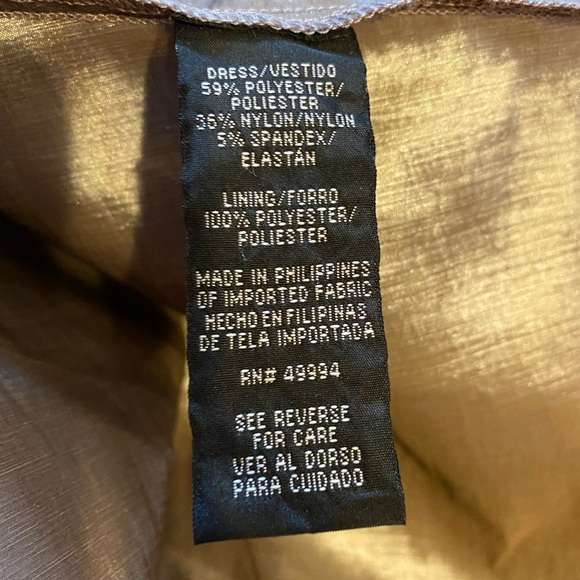 DRESS/VESTIDO
59% POLYESTER/
POLIESTER
36% NYLON/NYLON
5% SPANDEX/
ELASTÁN
LINING/FORRO
100% POLYESTER/
POLIESTER
MADE IN PHILIPPINES
OF IMPORTED FABRIC
HECHO EN FILIPINAS
DE TELA IMPORTADA
RN# 49994
SEE REVERSE
FOR CARE
VER AL DORSO
PARA CUIDADO